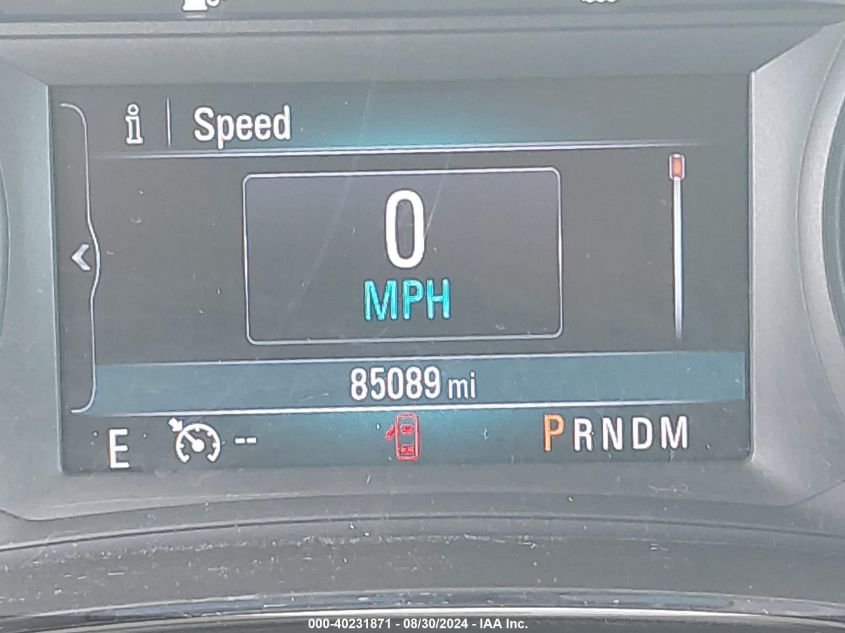 i Speed
0
MPH
85089 mi
E -- PRNDM
000-40231871 - 08/30/2024 - IAA Inc.